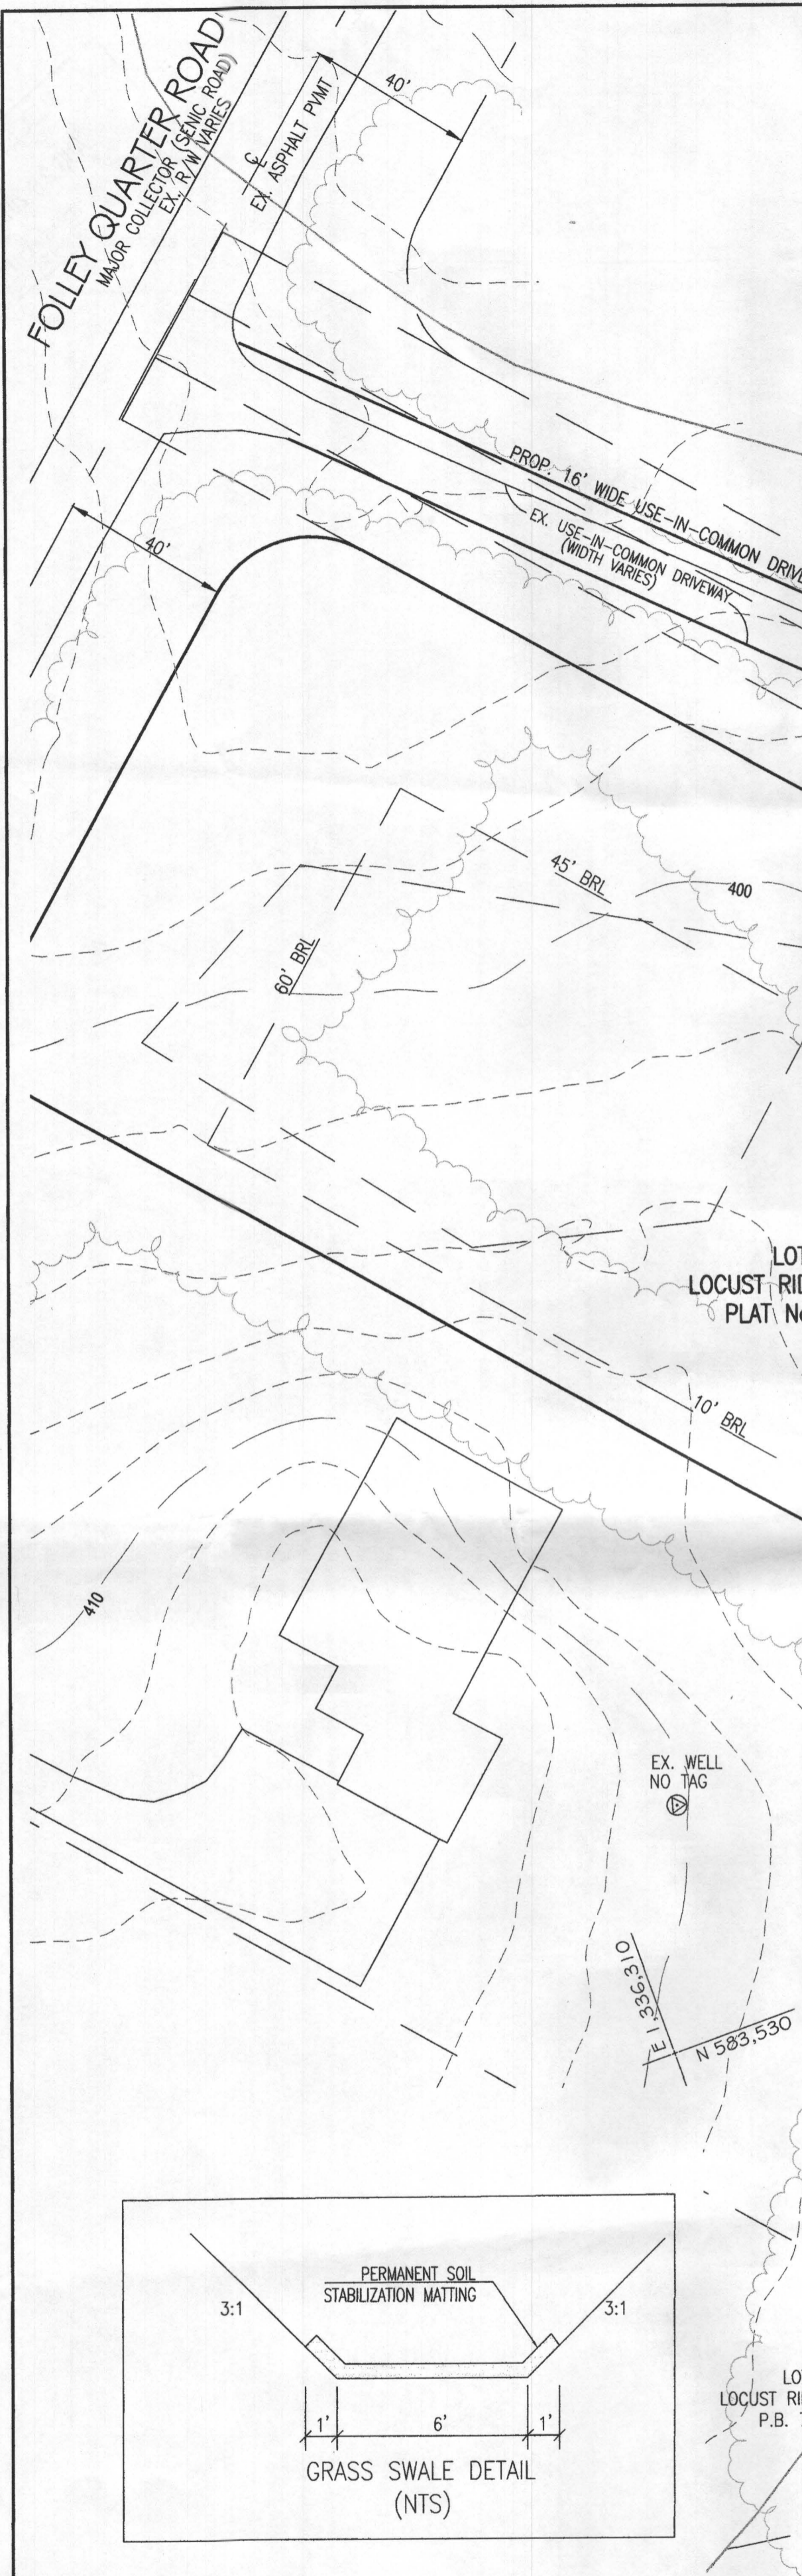 FOLLEY QUARTER ROAD
MAJOR COLLECTOR (SENIC ROAD)
EX. R/W VARIES
℄
EX. ASPHALT PVMT
40'
PROP. 16' WIDE USE-IN-COMMON
EX. USE-IN-COMMON DRIVEWAY
(WIDTH VARIES)
40'
45' BRL
400
60' BRL
LOCUST
PLAT
10' BRL
410
EX. WELL
NO TAG
E 1,336,310
N 583,530
PERMANENT SOIL
STABILIZATION MATTING
3:1
3:1
1'
6'
1'
GRASS SWALE DETAIL
(NTS)
LOCUST
P.B.